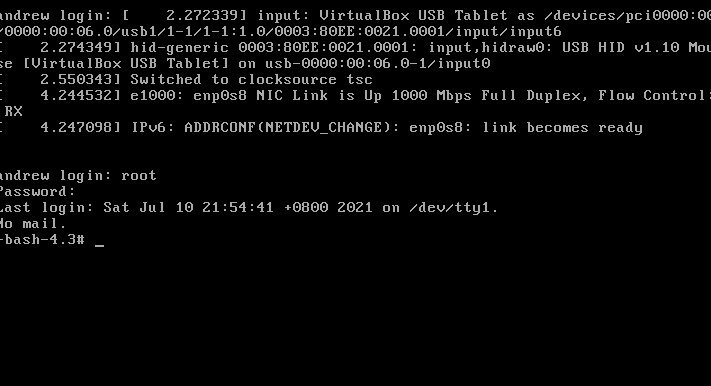 andrew login: [    2.272339] input: VirtualBox USB Tablet as /devices/pci0000:00
/0000:00:06.0/usb1/1-1/1-1:1.0/0003:80EE:0021.0001/input/input6
[    2.274349] hid-generic 0003:80EE:0021.0001: input,hidraw0: USB HID v1.10 Mou
se [VirtualBox USB Tablet] on usb-0000:00:06.0-1/input0
[    2.550343] Switched to clocksource tsc
[    4.244532] e1000: enp0s8 NIC Link is Up 1000 Mbps Full Duplex, Flow Control:
RX
[    4.247098] IPv6: ADDRCONF(NETDEV_CHANGE): enp0s8: link becomes ready
andrew login: root
Password:
Last login: Sat Jul 10 21:54:41 +0800 2021 on /dev/tty1.
No mail.
-bash-4.3# _